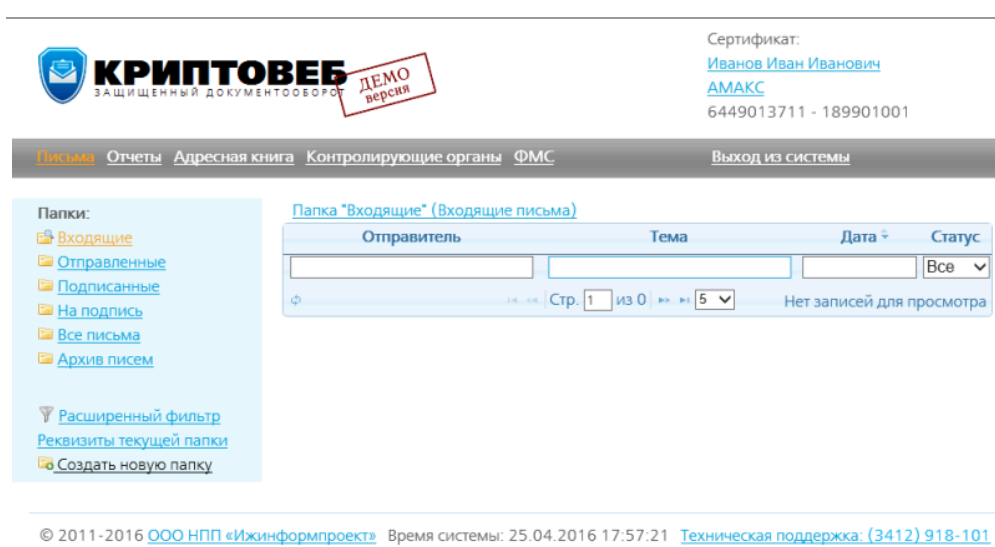 Сертификат:
КРИПТОВЕБ
ЗАЩИЩЕННЫЙ ДОКУМЕНТООБОРОТ
ДЕМО
версия
Иванов Иван Иванович
АМАКС
6449013711 - 189901001
Письма Отчеты Адресная книга Контролирующие органы ФМС Выход из системы
Папки:
Входящие
Отправленные
Подписанные
На подпись
Все письма
Архив писем
Расширенный фильтр
Реквизиты текущей папки
Создать новую папку
Папка "Входящие" (Входящие письма)
Отправитель Тема Дата Статус
Все
Стр. 1 из 0 5 Нет записей для просмотра
© 2011-2016 ООО НПП «Ижинформпроект» Время системы: 25.04.2016 17:57:21 Техническая поддержка: (3412) 918-101